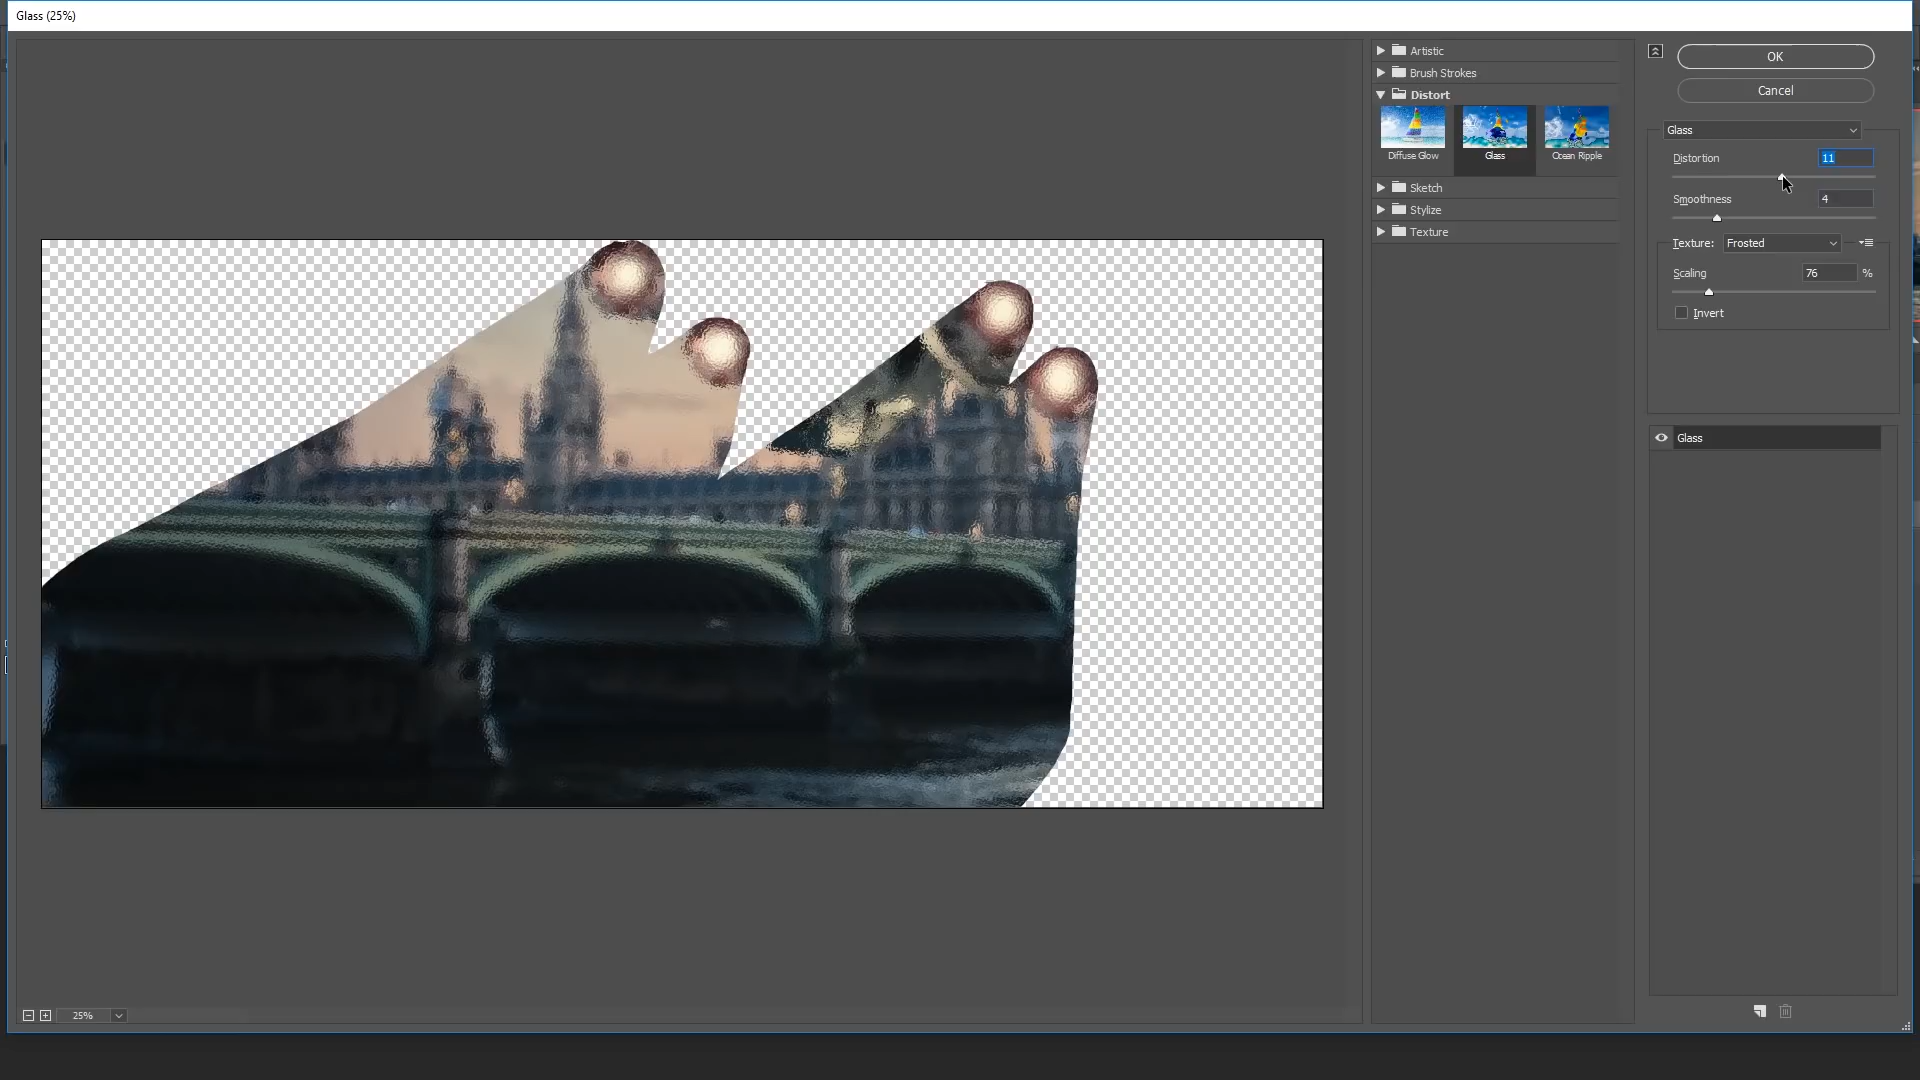 Glass (25%)
Artistic
Brush Strokes
Distort
Diffuse Glow
Glass
Ocean Ripple
Sketch
Stylize
Texture
OK
Cancel
Glass
Distortion 11
Smoothness 4
Texture: Frosted
Scaling 76 %
Invert
Glass
25%